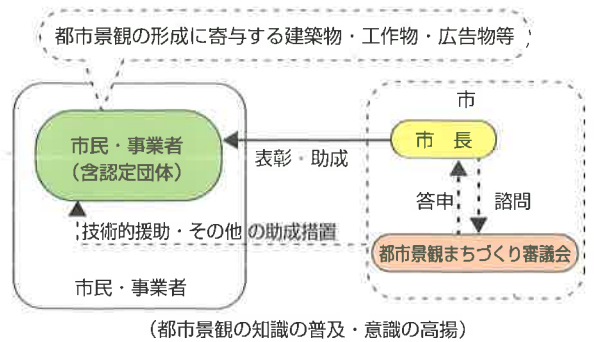 都市景観の形成に寄与する建築物・工作物・広告物等
市
市民・事業者
(含認定団体)
市　長
表彰・助成
答申
諮問
技術的援助・その他の助成措置
都市景観まちづくり審議会
市民・事業者
(都市景観の知識の普及・意識の高揚)